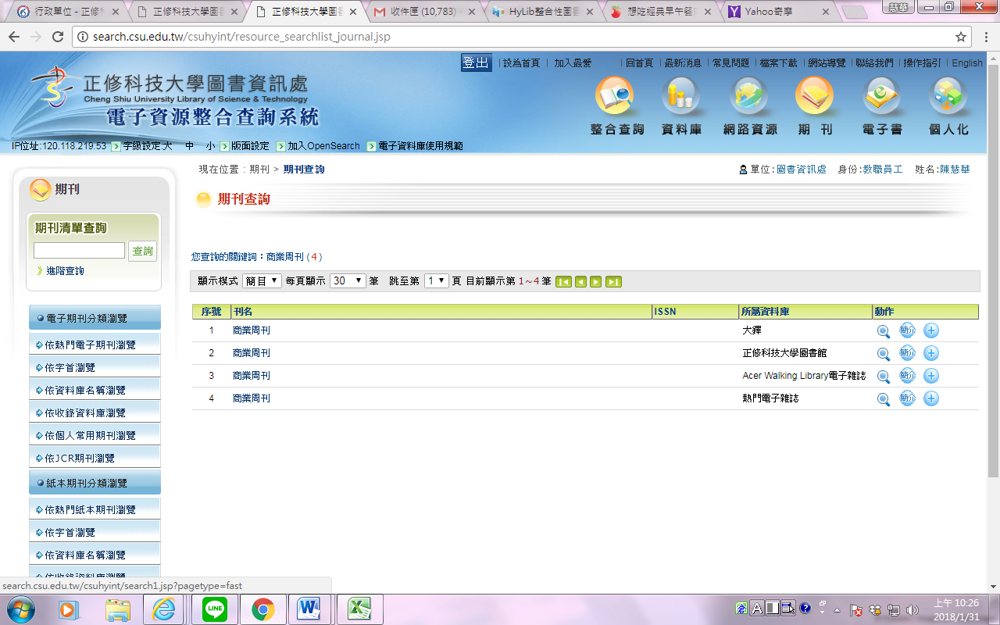 行政單位 - 正修
正修科技大學圖
正修科技大學圖書
收件匣 (10,783) -
HyLib整合性圖書
想吃經典早午餐
Yahoo奇摩
慧華
search.csu.edu.tw/csuhyint/resource_searchlist_journal.jsp
登出 | 設為首頁 | 加入最愛 | 回首頁 | 最新消息 | 常見問題 | 檔案下載 | 網站導覽 | 聯絡我們 | 操作指引 | English
正修科技大學圖書資訊處
Cheng Shiu University Library of Science & Technology
電子資源整合查詢系統
整合查詢 資料庫 網路資源 期 刊 電子書 個人化
IP位址:120.118.219.53 字級設定:大 中 小 版面設定 加入OpenSearch 電子資料庫使用規範
現在位置 : 期刊 > 期刊查詢
單位:圖書資訊處 身份:教職員工 姓名:陳慧華
期刊
期刊清單查詢
查詢
進階查詢
電子期刊分類瀏覽
依熱門電子期刊瀏覽
依字首瀏覽
依資料庫名稱瀏覽
依收錄資料庫瀏覽
依個人常用期刊瀏覽
依JCR期刊瀏覽
紙本期刊分類瀏覽
依熱門紙本期刊瀏覽
依字首瀏覽
依資料庫名稱瀏覽
依收錄資料庫瀏覽
期刊查詢
您查詢的關鍵詞：商業周刊 ( 4 )
顯示模式 簡目 每頁顯示 30 筆 跳至第 1 頁 目前顯示第 1～4 筆
序號 刊名 ISSN 所屬資料庫 動作
1 商業周刊 大鐸 簡介
2 商業周刊 正修科技大學圖書館 簡介
3 商業周刊 Acer Walking Library電子雜誌 簡介
4 商業周刊 熱門電子雜誌 簡介
search.csu.edu.tw/csuhyint/search1.jsp?pagetype=fast
LINE
上午 10:26
2018/1/31